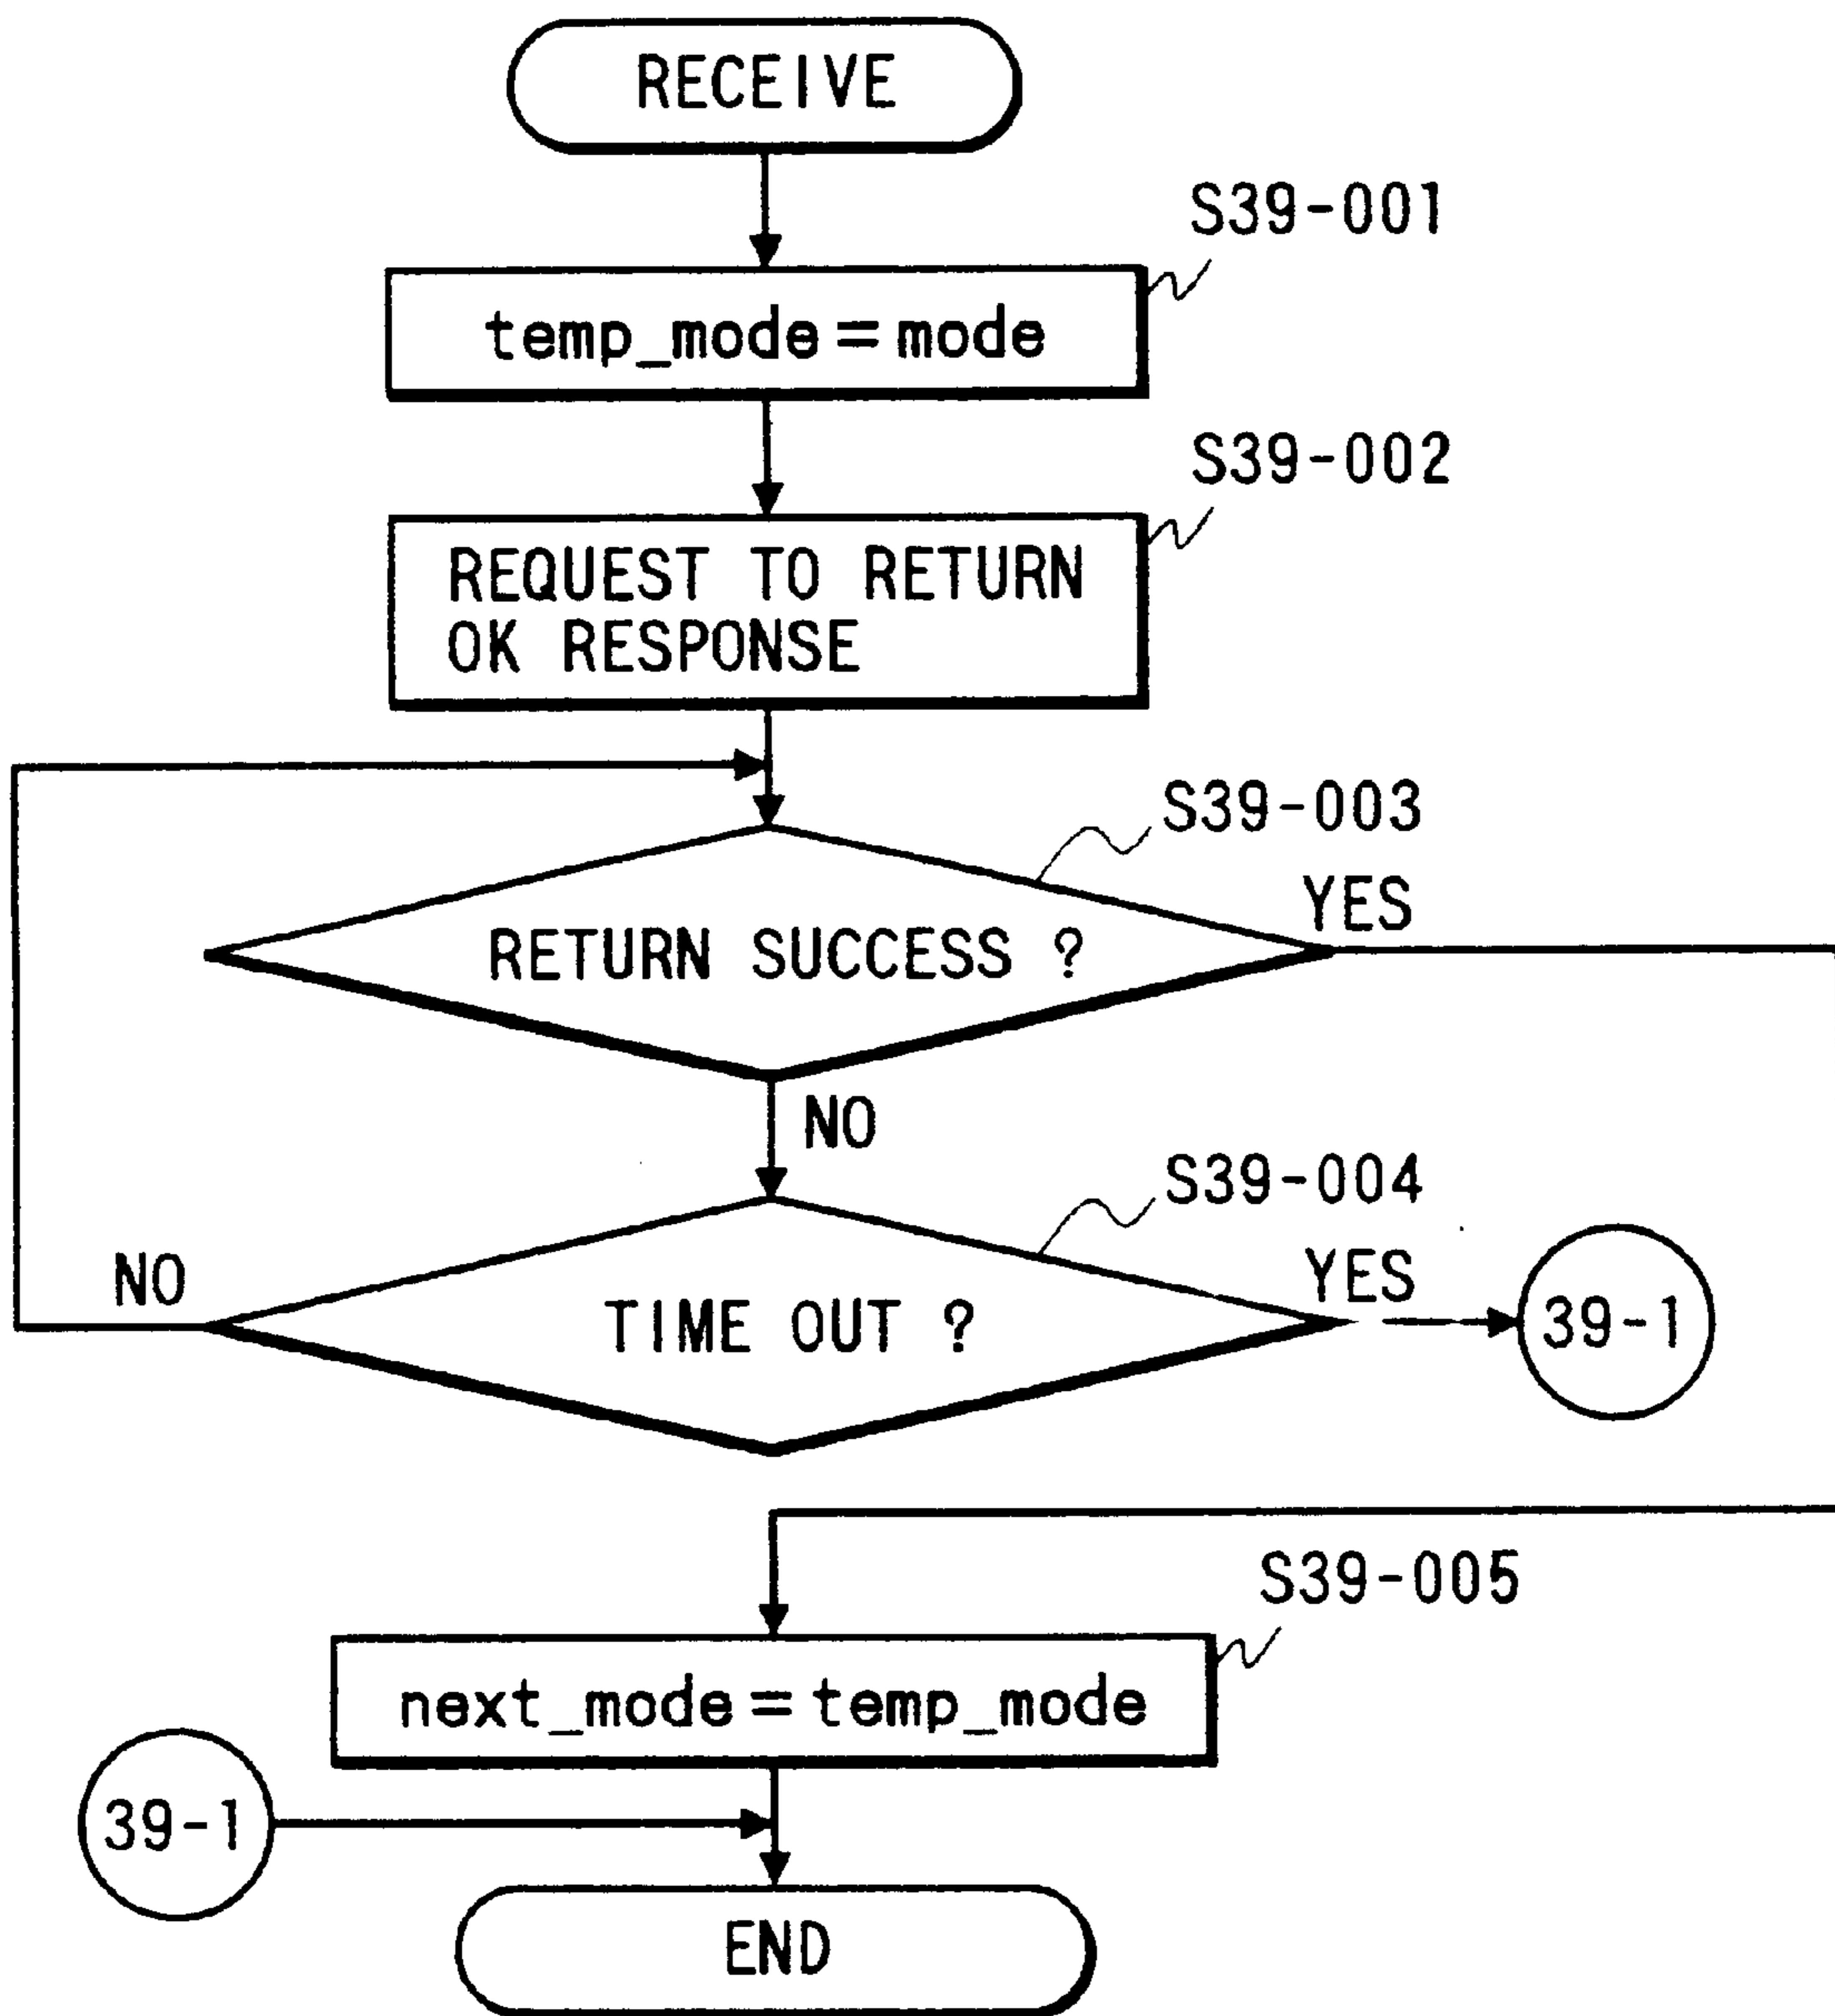 RECEIVE
S39-001
temp_mode=mode
S39-002
REQUEST TO RETURN
OK RESPONSE
S39-003
YES
RETURN SUCCESS ?
NO
S39-004
NO
YES
TIME OUT ?
39-1
S39-005
next_mode=temp_mode
39-1
END